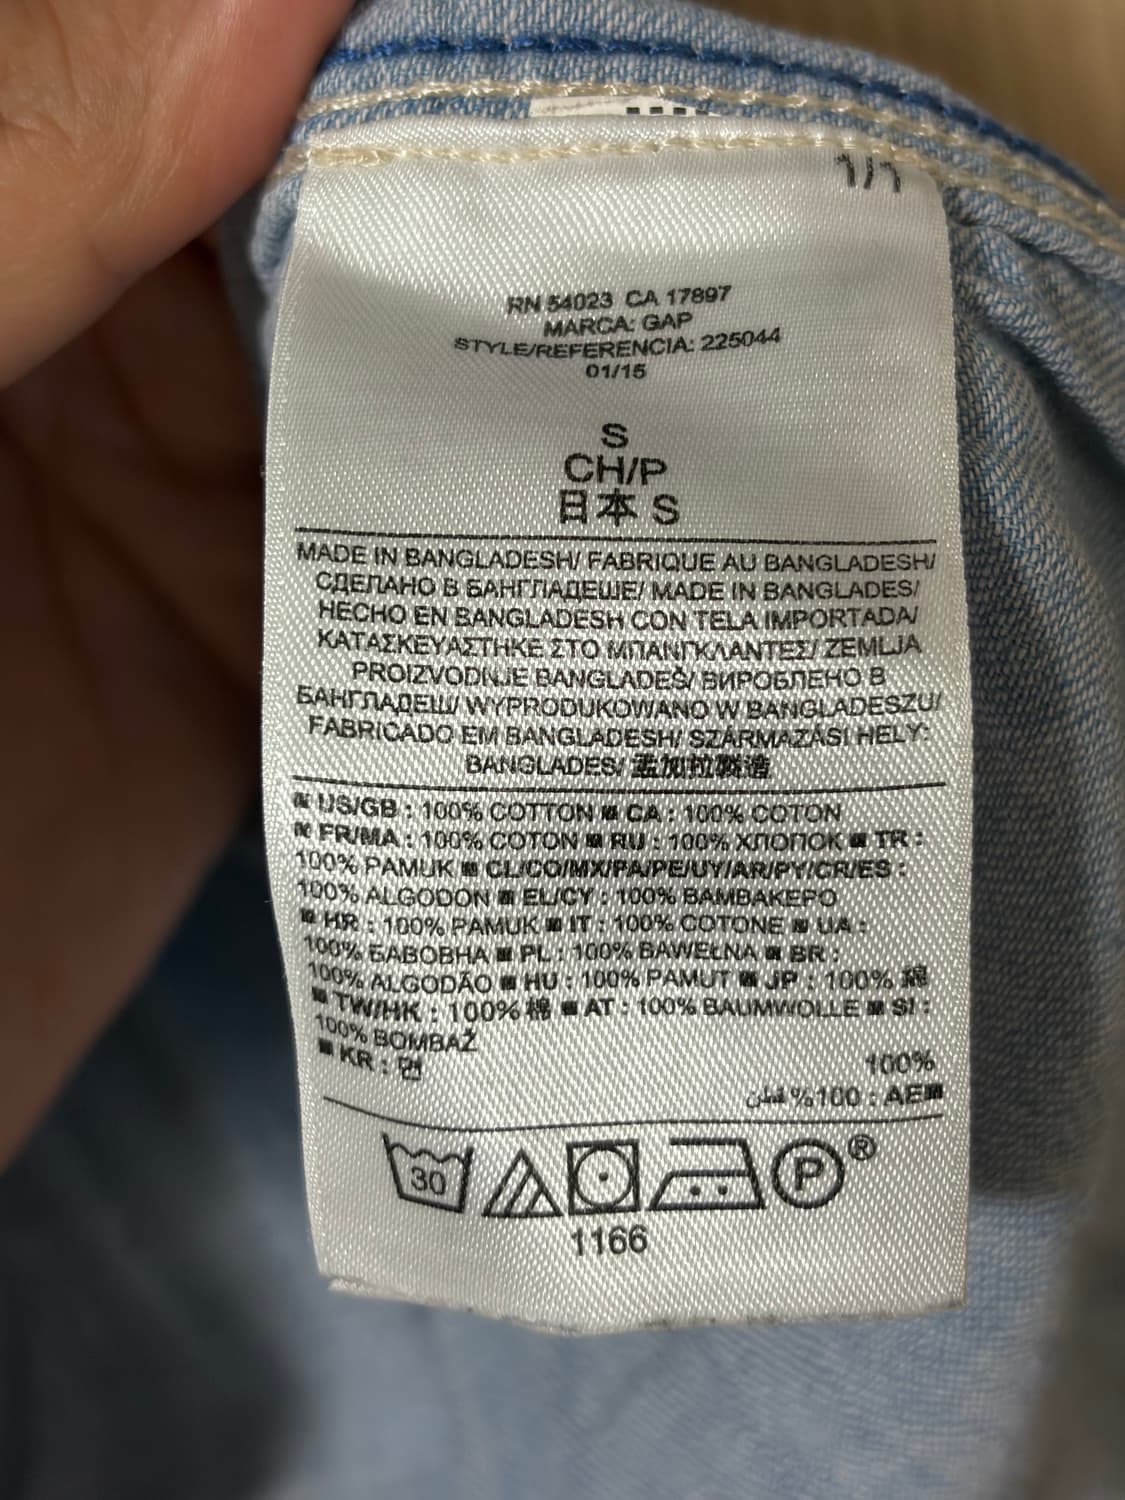 1/1
RN 54023 CA 17897
MARCA: GAP
STYLE/REFERENCIA: 225044
01/15
S
CH/P
日本 S
MADE IN BANGLADESH/ FABRIQUE AU BANGLADESH/
СДЕЛАНО В БАНГЛАДЕШЕ/ MADE IN BANGLADES/
HECHO EN BANGLADESH CON TELA IMPORTADA/
ΚΑΤΑΣΚΕΥΑΣΤΗΚΕ ΣΤΟ ΜΠΑΝΓΚΛΑΝΤΕΣ/ ZEMLJA
PROIZVODNJE BANGLADEŠ/ ВИРОБЛЕНО В
БАНГЛАДЕШ/ WYPRODUKOWANO W BANGLADESZU/
FABRICADO EM BANGLADESH/ SZÁRMAZÁSI HELY:
BANGLADES/ 孟加拉製造
US/GB : 100% COTTON ■ CA : 100% COTON
■ FR/MA : 100% COTON ■ RU : 100% ХЛОПОК ■ TR :
100% PAMUK ■ CL/CO/MX/PA/PE/UY/AR/PY/CR/ES :
100% ALGODON ■ EL/CY : 100% ΒΑΜΒΑΚΕΡΟ
■ HR : 100% PAMUK ■ IT : 100% COTONE ■ UA :
100% БАВОВНА ■ PL : 100% BAWEŁNA ■ BR :
100% ALGODÃO ■ HU : 100% PAMUT ■ JP : 100% 綿
■ TW/HK : 100% 棉 ■ AT : 100% BAUMWOLLE ■ SI :
100% BOMBAŽ
■ KR : 면 100%
■AE : 100% قطن
30
P ®
1166